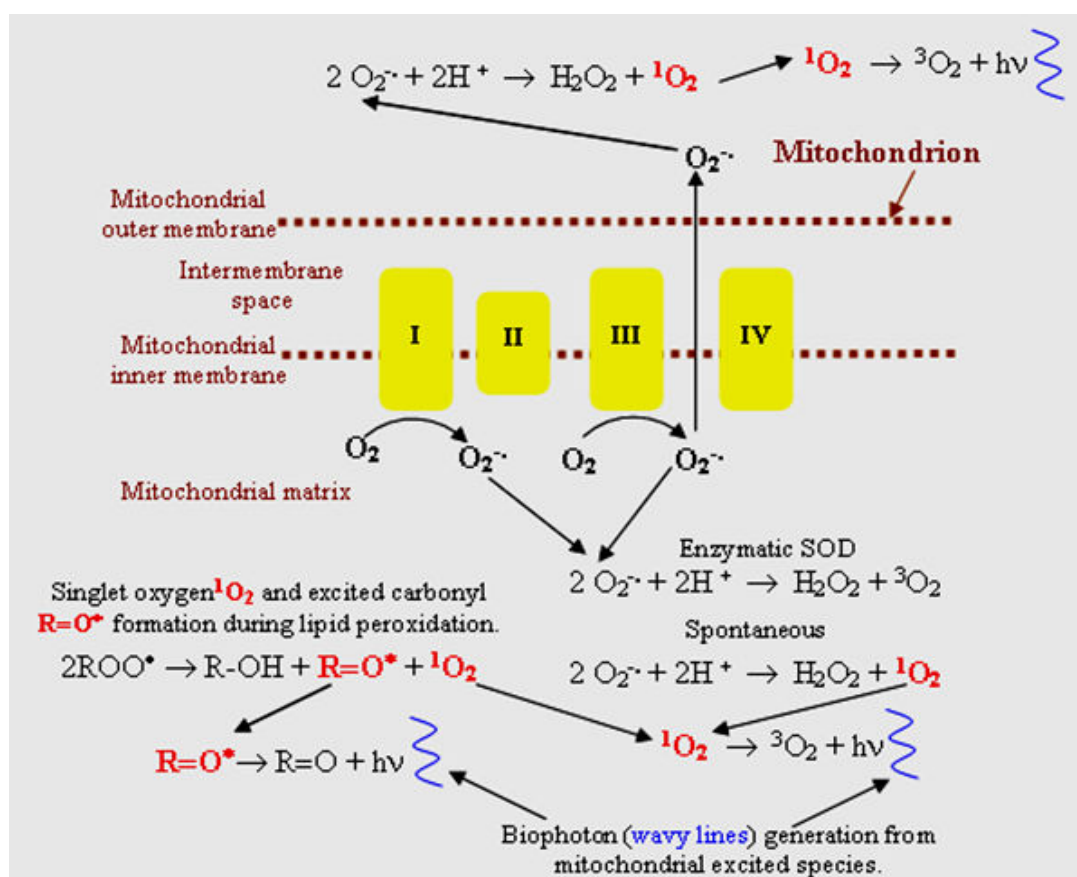 2 O₂⁻· + 2H⁺ → H₂O₂ + ¹O₂
¹O₂ → ³O₂ + hν
O₂⁻·
Mitochondrion
Mitochondrial
outer membrane
Intermembrane
space
I
II
III
IV
Mitochondrial
inner membrane
O₂
O₂⁻·
O₂
O₂⁻·
Mitochondrial matrix
Enzymatic SOD
2 O₂⁻· + 2H⁺ → H₂O₂ + ³O₂
Singlet oxygen¹O₂ and excited carbonyl
R=O* formation during lipid peroxidation.
Spontaneous
2ROO• → R-OH + R=O* + ¹O₂
2 O₂⁻· + 2H⁺ → H₂O₂ + ¹O₂
R=O* → R=O + hν
¹O₂ → ³O₂ + hν
Biophoton (wavy lines) generation from
mitochondrial excited species.